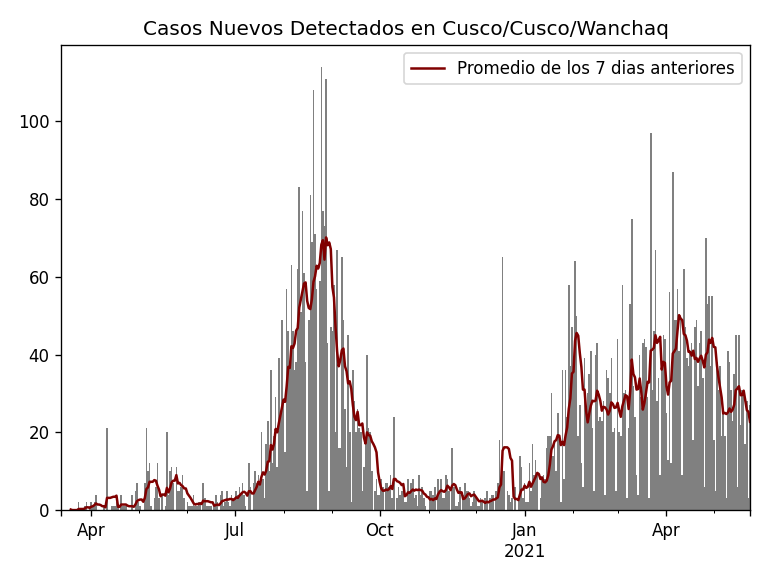 Casos Nuevos Detectados en Cusco/Cusco/Wanchaq
Promedio de los 7 dias anteriores
100
80
60
40
20
0
Apr Jul Oct Jan Apr
2021